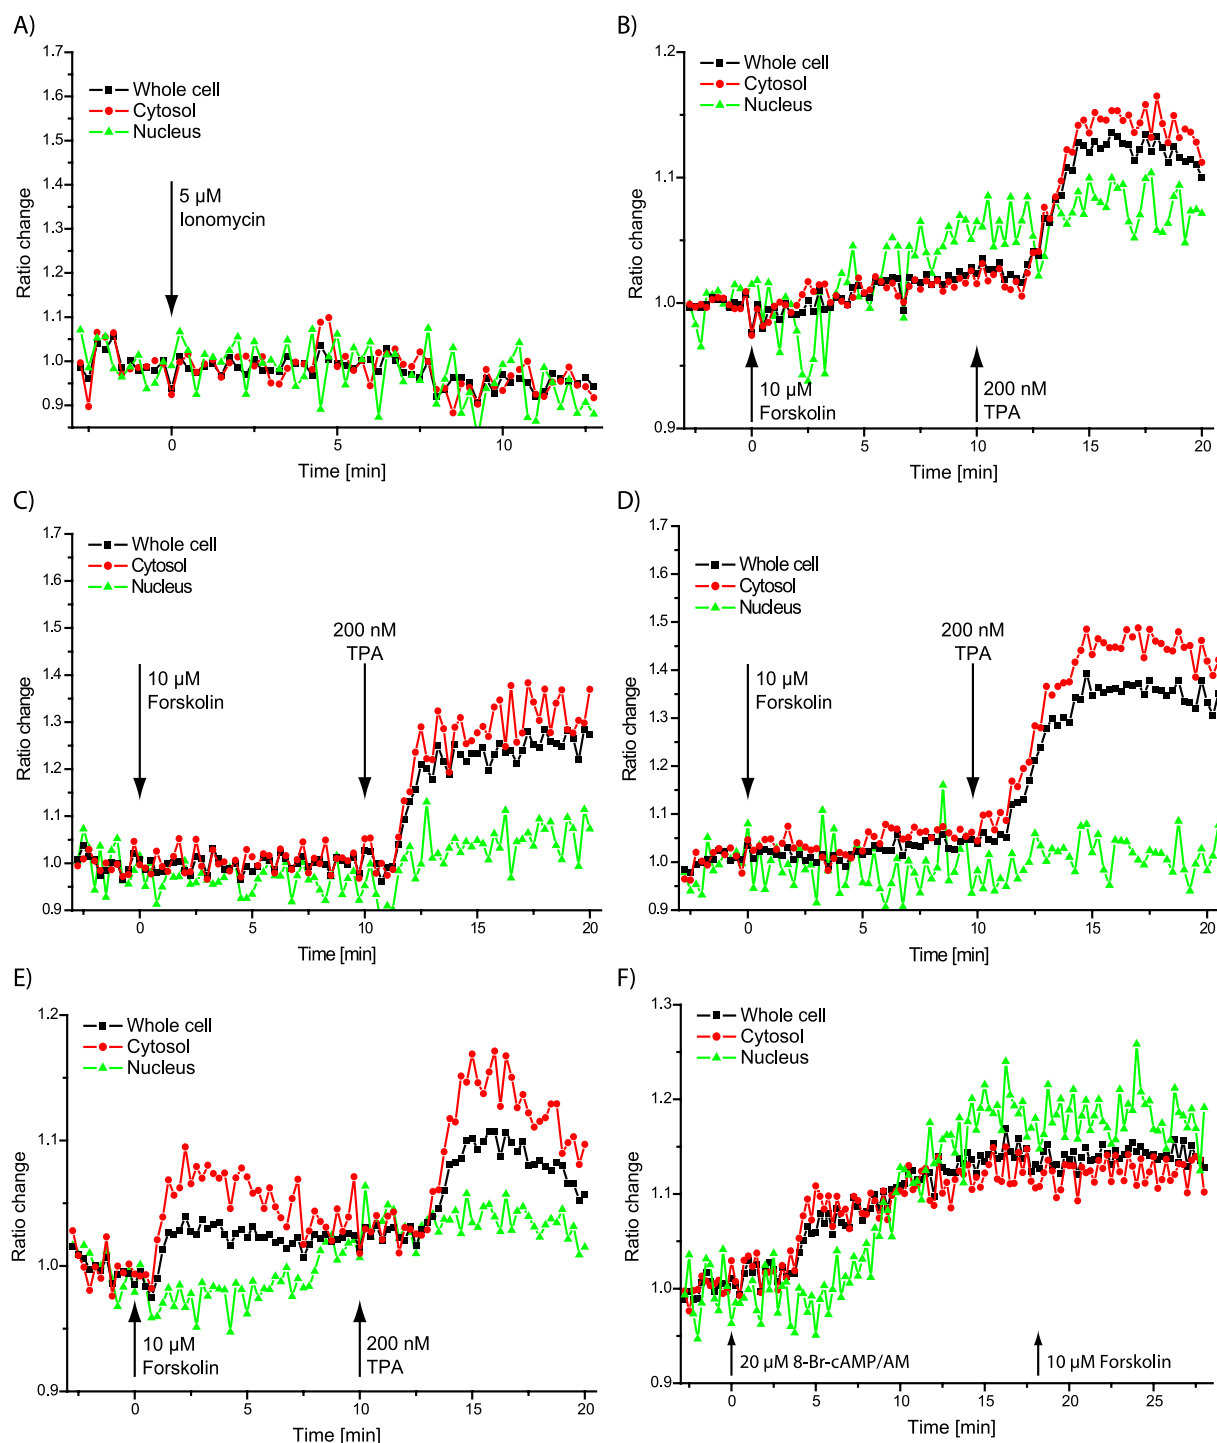 A)
1.7
1.6
1.5
1.4
1.3
1.2
1.1
1.0
0.9
Ratio change
Whole cell
Cytosol
Nucleus
5 µM
Ionomycin
0
5
10
Time [min]
B)
1.2
1.1
1.0
0.9
Ratio change
Whole cell
Cytosol
Nucleus
10 µM
Forskolin
200 nM
TPA
0
5
10
15
20
Time [min]
C)
1.7
1.6
1.5
1.4
1.3
1.2
1.1
1.0
0.9
Ratio change
Whole cell
Cytosol
Nucleus
10 µM
Forskolin
200 nM
TPA
0
5
10
15
20
Time [min]
D)
1.7
1.6
1.5
1.4
1.3
1.2
1.1
1.0
0.9
Ratio change
Whole cell
Cytosol
Nucleus
10 µM
Forskolin
200 nM
TPA
0
5
10
15
20
Time [min]
E)
1.2
1.1
1.0
0.9
Ratio change
Whole cell
Cytosol
Nucleus
10 µM
Forskolin
200 nM
TPA
0
5
10
15
20
Time [min]
F)
1.3
1.2
1.1
1.0
0.9
Ratio change
Whole cell
Cytosol
Nucleus
20 µM 8-Br-cAMP/AM
10 µM Forskolin
0
5
10
15
20
25
Time [min]